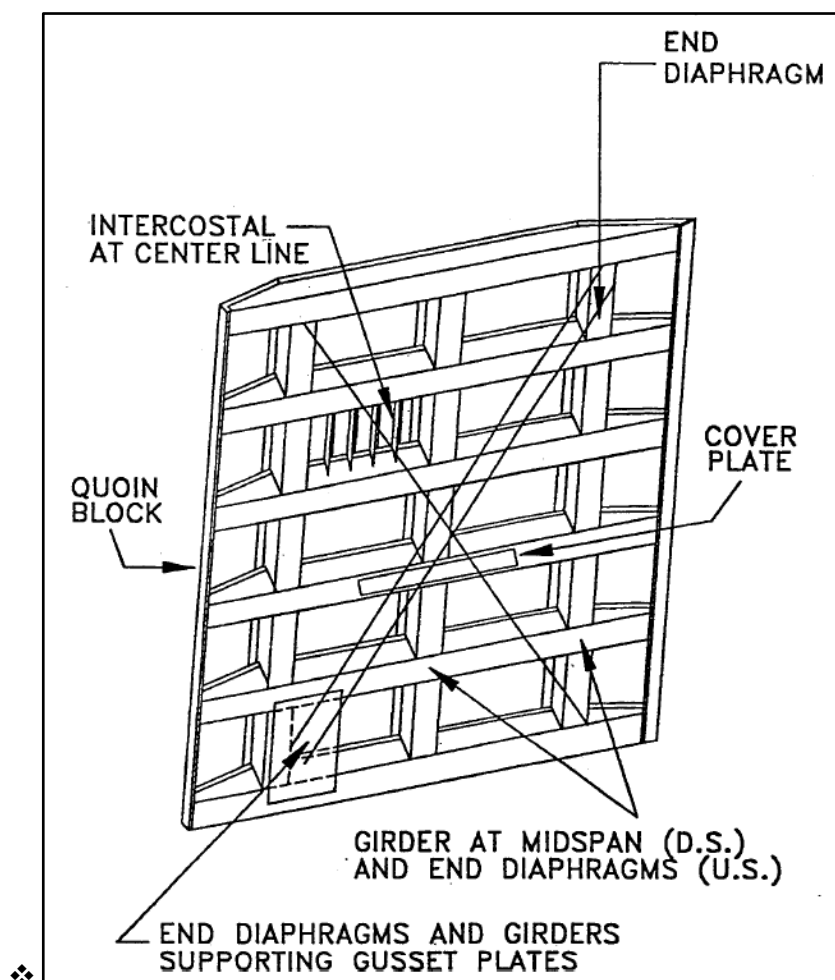 END
DIAPHRAGM
INTERCOSTAL
AT CENTER LINE
COVER
PLATE
QUOIN
BLOCK
GIRDER AT MIDSPAN (D.S.)
AND END DIAPHRAGMS (U.S.)
END DIAPHRAGMS AND GIRDERS
SUPPORTING GUSSET PLATES